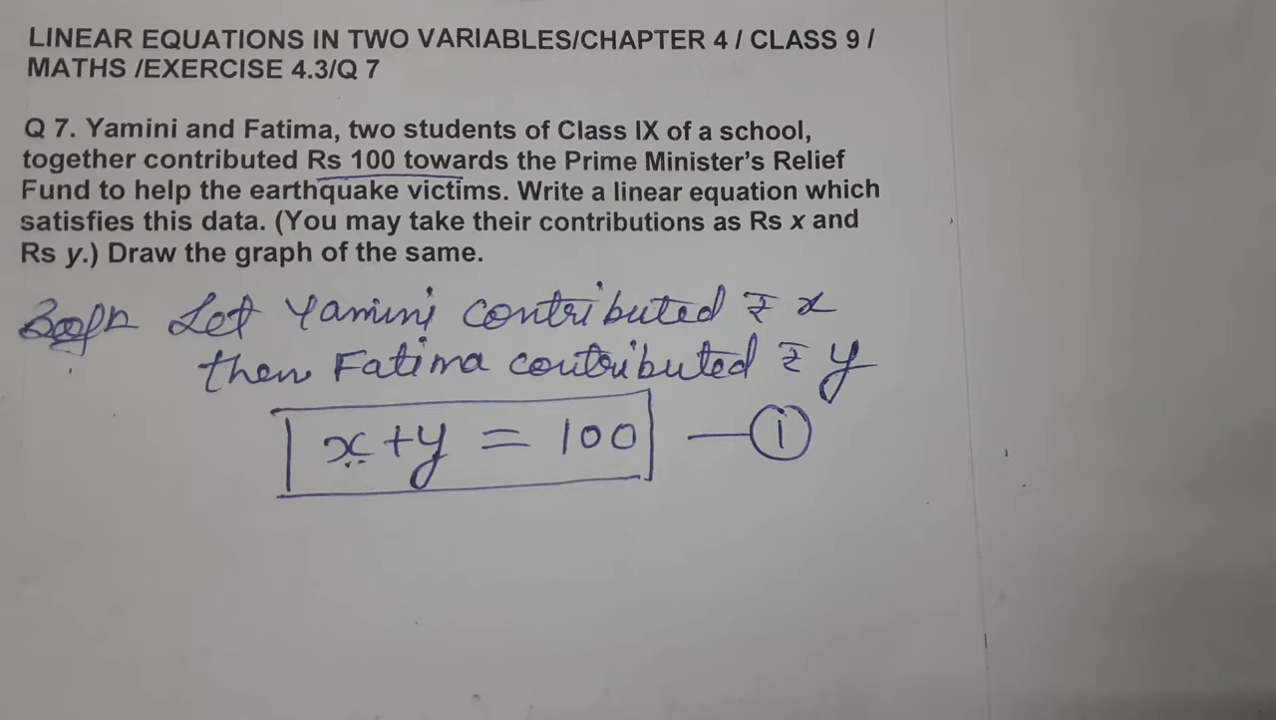 LINEAR EQUATIONS IN TWO VARIABLES/CHAPTER 4 / CLASS 9 /
MATHS /EXERCISE 4.3/Q 7
Q 7. Yamini and Fatima, two students of Class IX of a school,
together contributed Rs 100 towards the Prime Minister's Relief
Fund to help the earthquake victims. Write a linear equation which
satisfies this data. (You may take their contributions as Rs x and
Rs y.) Draw the graph of the same.
Soln Let Yamini contributed ₹ x
then Fatima contributed ₹ y
x+y = 100 — ①